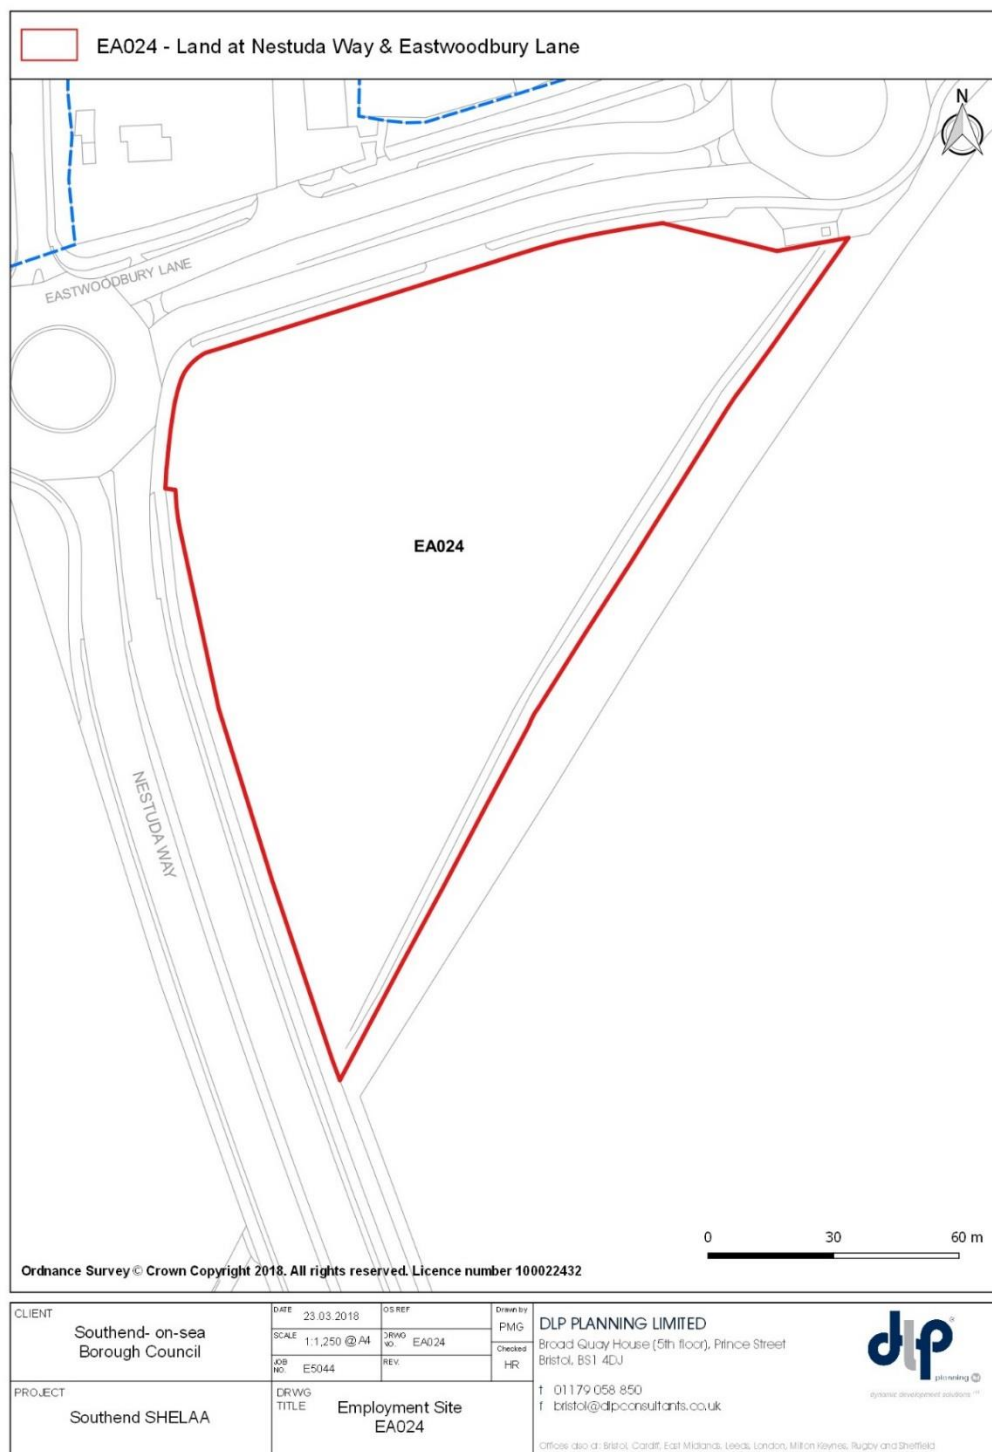 EA024 - Land at Nestuda Way & Eastwoodbury Lane
N
EASTWOODBURY LANE
EA024
NESTUDA WAY
0 30 60 m
Ordnance Survey © Crown Copyright 2018. All rights reserved. Licence number 100022432
CLIENT
Southend- on-sea
Borough Council
PROJECT
Southend SHELAA
DATE 23.03.2018
OS REF
SCALE 1:1,250 @ A4
DRWG NO. EA024
JOB NO. E5044
REV.
DRWG TITLE
Employment Site
EA024
Drawn by
PMG
Checked
HR
DLP PLANNING LIMITED
Broad Quay House (5th floor), Prince Street
Bristol, BS1 4DJ
t 01179 058 850
f bristol@dlpconsultants.co.uk
Offices also at: Bristol, Cardiff, East Midlands, Leeds, London, Milton Keynes, Rugby and Sheffield
dlp
planning
dynamic development solutions ™